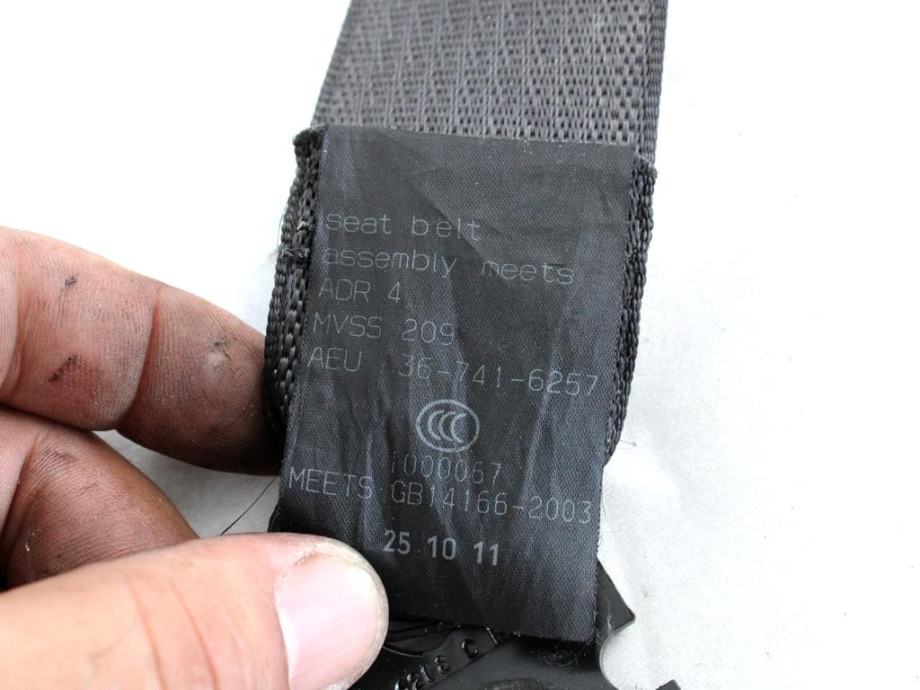 seat belt
assembly meets
ADR 4
MVSS 209
AEU 36-741-6257
CCC
1000067
MEETS GB14166-2003
25 10 11